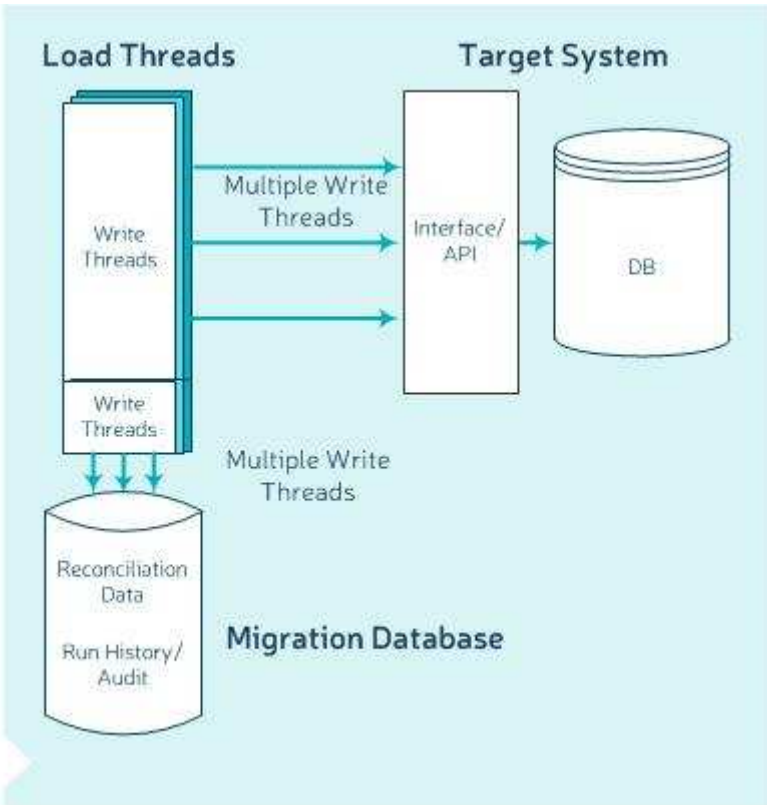 Load Threads
Target System
Write
Threads
Multiple Write
Threads
Interface/
API
DB
Write
Threads
Multiple Write
Threads
Reconciliation
Data
Run History/
Audit
Migration Database